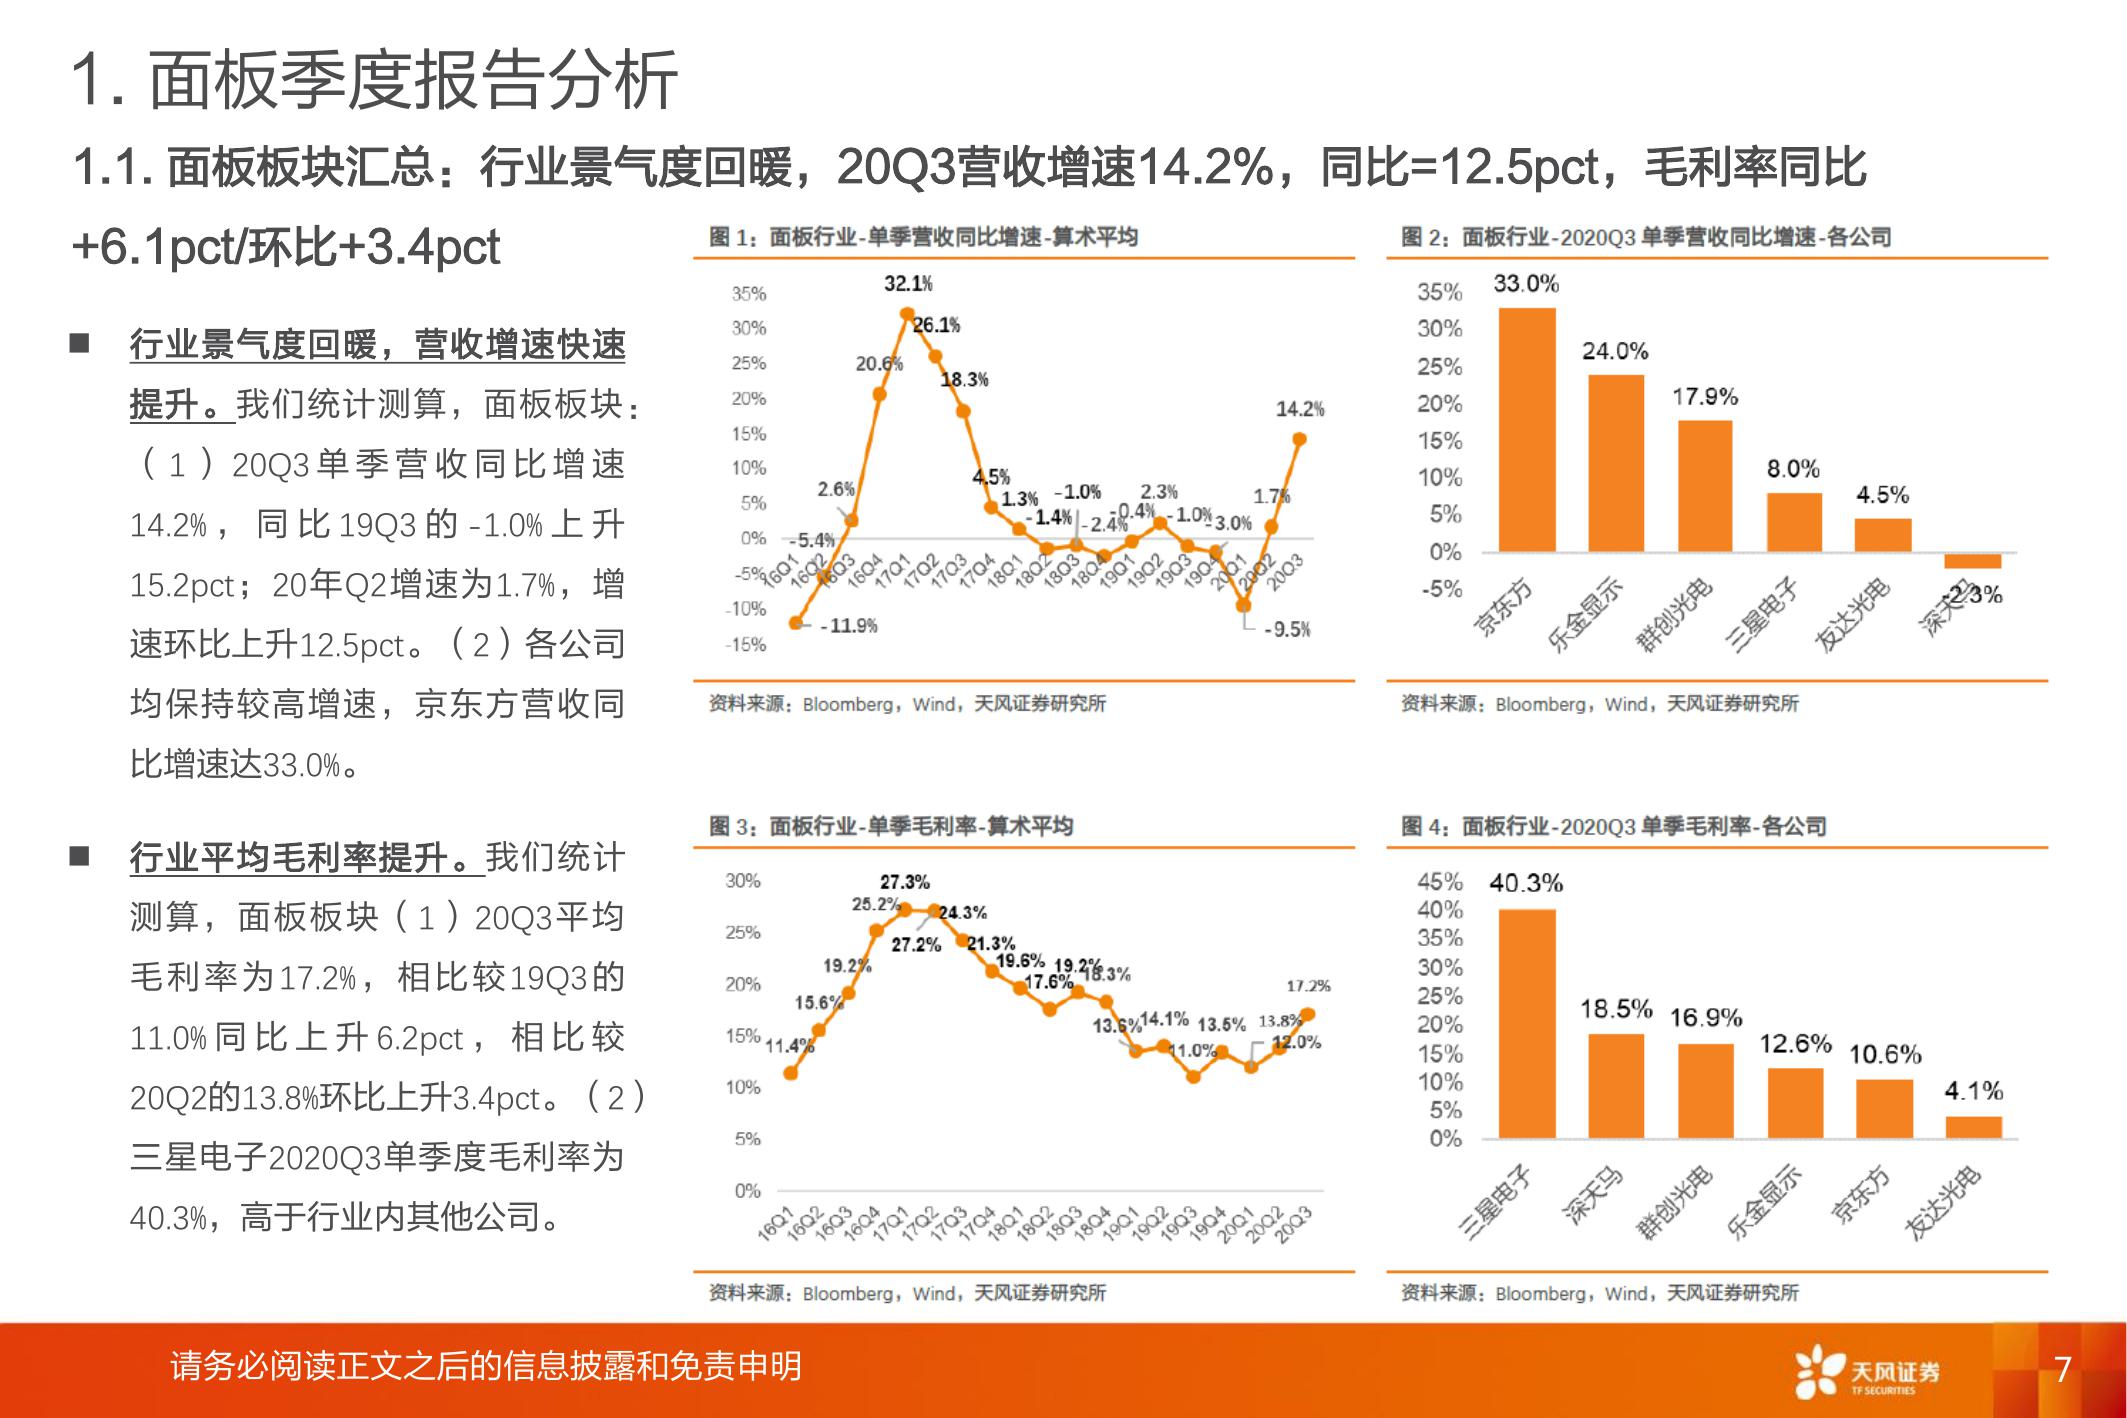 1. 面板季度报告分析
1.1. 面板板块汇总：行业景气度回暖，20Q3营收增速14.2%，同比=12.5pct，毛利率同比
+6.1pct/环比+3.4pct
■ 行业景气度回暖，营收增速快速
提升。我们统计测算，面板板块：
（1）20Q3单季营收同比增速
14.2%，同比19Q3的-1.0%上升
15.2pct；20年Q2增速为1.7%，增
速环比上升12.5pct。（2）各公司
均保持较高增速，京东方营收同
比增速达33.0%。
■ 行业平均毛利率提升。我们统计
测算，面板板块（1）20Q3平均
毛利率为17.2%，相比较19Q3的
11.0%同比上升6.2pct，相比较
20Q2的13.8%环比上升3.4pct。（2）
三星电子2020Q3单季度毛利率为
40.3%，高于行业内其他公司。
图 1：面板行业-单季营收同比增速-算术平均
35%
30%
25%
20%
15%
10%
5%
0%
-5%
-10%
-15%
-11.9%
-5.4%
2.6%
20.6%
32.1%
26.1%
18.3%
4.5%
1.3%
-1.4%
-1.0%
-2.4%
-0.4%
2.3%
-1.0%
-3.0%
-9.5%
1.7%
14.2%
16Q1
16Q2
16Q3
16Q4
17Q1
17Q2
17Q3
17Q4
18Q1
18Q2
18Q3
18Q4
19Q1
19Q2
19Q3
19Q4
20Q1
20Q2
20Q3
资料来源：Bloomberg，Wind，天风证券研究所
图 2：面板行业-2020Q3 单季营收同比增速-各公司
35%
30%
25%
20%
15%
10%
5%
0%
-5%
33.0%
24.0%
17.9%
8.0%
4.5%
-2.3%
京东方
乐金显示
群创光电
三星电子
友达光电
深天马
资料来源：Bloomberg，Wind，天风证券研究所
图 3：面板行业-单季毛利率-算术平均
30%
25%
20%
15%
10%
5%
0%
11.4%
15.6%
19.2%
25.2%
27.3%
27.2%
24.3%
21.3%
19.6%
17.6%
19.2%
18.3%
13.6%
14.1%
11.0%
13.5%
12.0%
13.8%
17.2%
16Q1
16Q2
16Q3
16Q4
17Q1
17Q2
17Q3
17Q4
18Q1
18Q2
18Q3
18Q4
19Q1
19Q2
19Q3
19Q4
20Q1
20Q2
20Q3
资料来源：Bloomberg，Wind，天风证券研究所
图 4：面板行业-2020Q3 单季毛利率-各公司
45%
40%
35%
30%
25%
20%
15%
10%
5%
0%
40.3%
18.5%
16.9%
12.6%
10.6%
4.1%
三星电子
深天马
群创光电
乐金显示
京东方
友达光电
资料来源：Bloomberg，Wind，天风证券研究所
请务必阅读正文之后的信息披露和免责申明
天风证券
TF SECURITIES
7